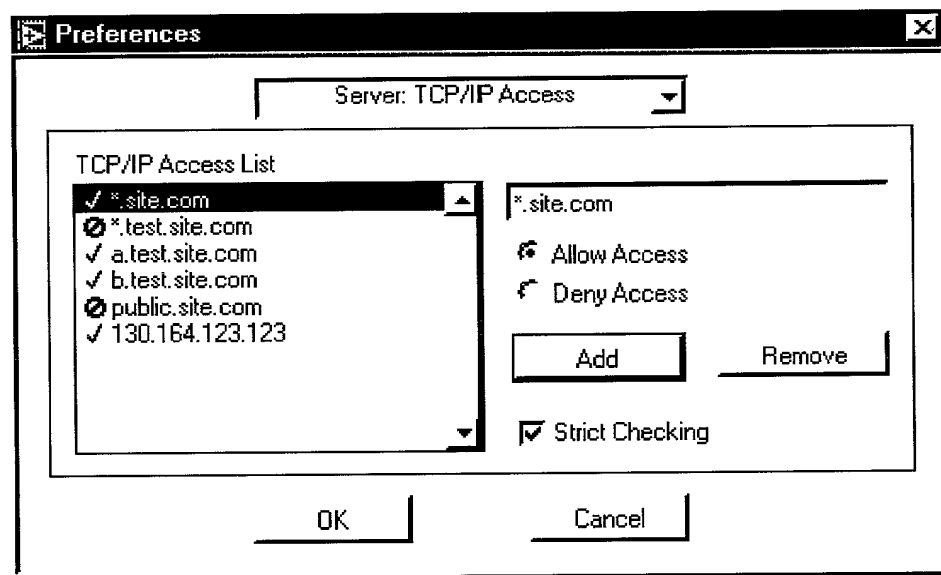 Preferences
Server: TCP/IP Access
TCP/IP Access List
*.site.com
*.test.site.com
a.test.site.com
b.test.site.com
public.site.com
130.164.123.123
*.site.com
Allow Access
Deny Access
Add
Remove
Strict Checking
OK
Cancel